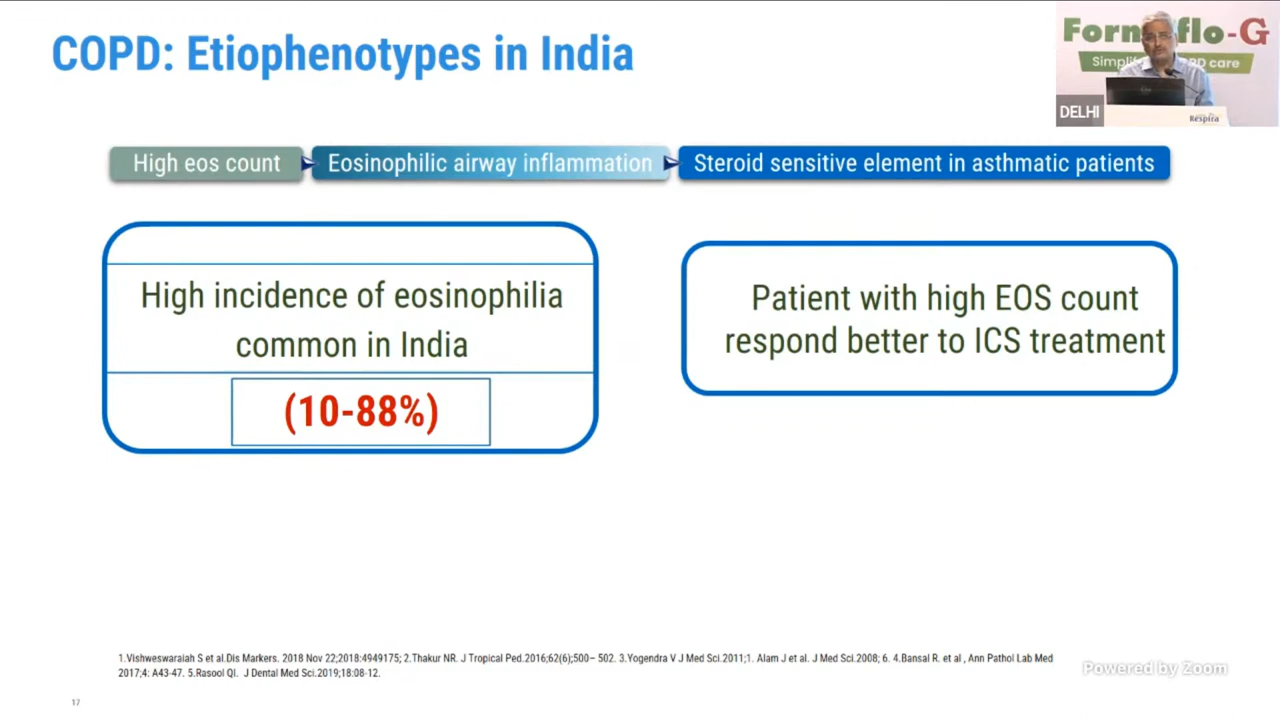 COPD: Etiophenotypes in India
DELHI
Respira
High eos count
Eosinophilic airway inflammation
Steroid sensitive element in asthmatic patients
High incidence of eosinophilia
common in India
(10-88%)
Patient with high EOS count
respond better to ICS treatment
1.Vishweswaraiah S et al.Dis Markers. 2018 Nov 22;2018:4949175; 2.Thakur NR. J Tropical Ped.2016;62(6);500– 502. 3.Yogendra V J Med Sci.2011;1. Alam J et al. J Med Sci.2008; 6. 4.Bansal R. et al , Ann Pathol Lab Med
2017;4: A43-47. 5.Rasool QI. J Dental Med Sci.2019;18:08-12.
Powered by Zoom
17